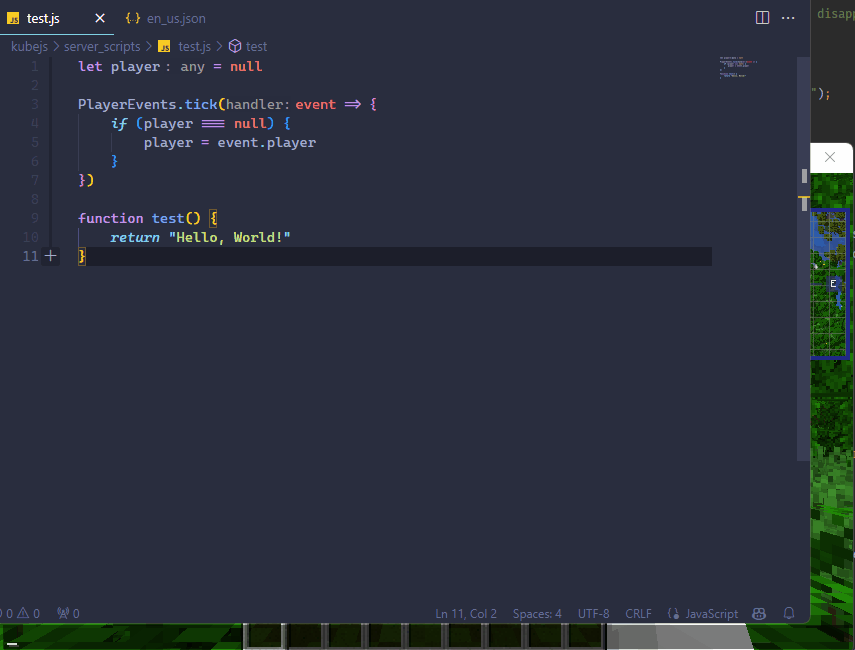 JS test.js × {} en_us.json ···
disapp
kubejs > server_scripts > JS test.js > test
1 let player: any = null
2
3 PlayerEvents.tick(handler: event => {
");
4 if (player === null) {
5 player = event.player
6 }
7 })
8
9 function test() {
10 return "Hello, World!"
11 + }
E
0 0 0 Ln 11, Col 2 Spaces: 4 UTF-8 CRLF JavaScript